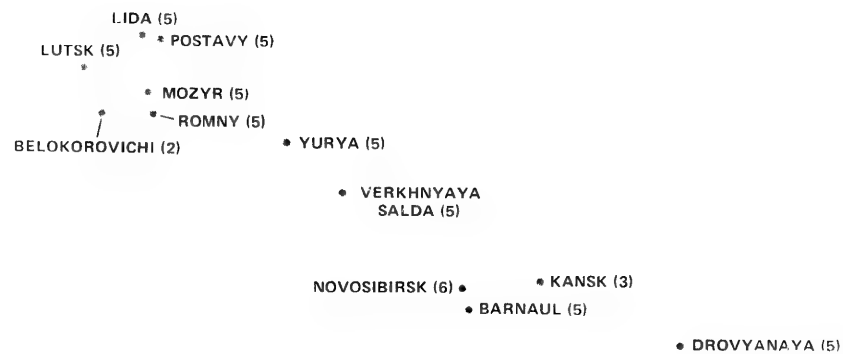 LIDA (5)
POSTAVY (5)
LUTSK (5)
MOZYR (5)
ROMNY (5)
BELOKOROVICHI (2)
YURYA (5)
VERKHNYAYA
SALDA (5)
NOVOSIBIRSK (6)
KANSK (3)
BARNAUL (5)
DROVYANAYA (5)